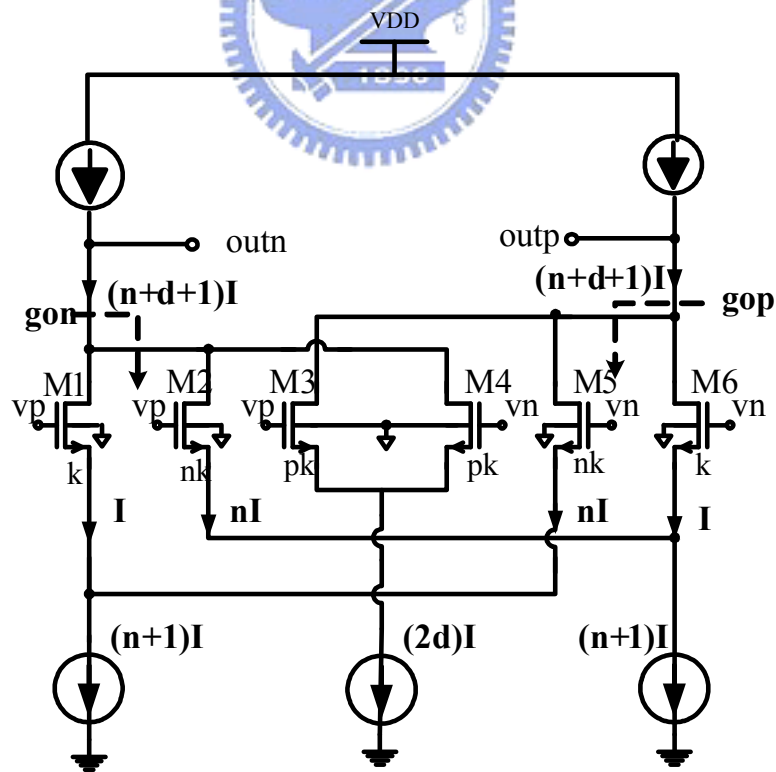 VDD
1896
outn
outp
(n+d+1)I
(n+d+1)I
gon
gop
M1
M2
M3
M4
M5
M6
vp
vp
vp
vn
vn
vn
k
nk
pk
pk
nk
k
I
nI
nI
I
(n+1)I
(2d)I
(n+1)I